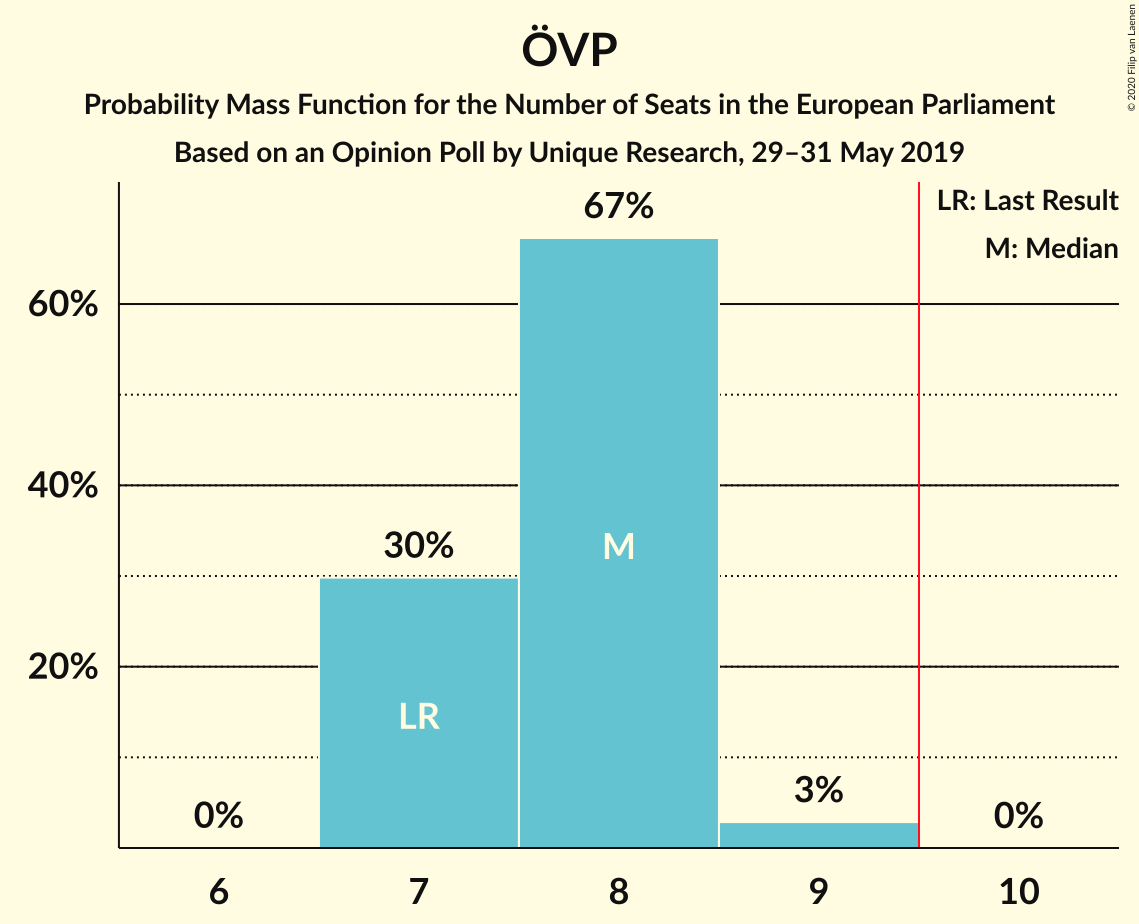 ÖVP
Probability Mass Function for the Number of Seats in the European Parliament
Based on an Opinion Poll by Unique Research, 29–31 May 2019
© 2020 Filip van Laenen
LR: Last Result
M: Median
67%
60%
40%
30%
20%
M
LR
3%
0%
0%
6
7
8
9
10